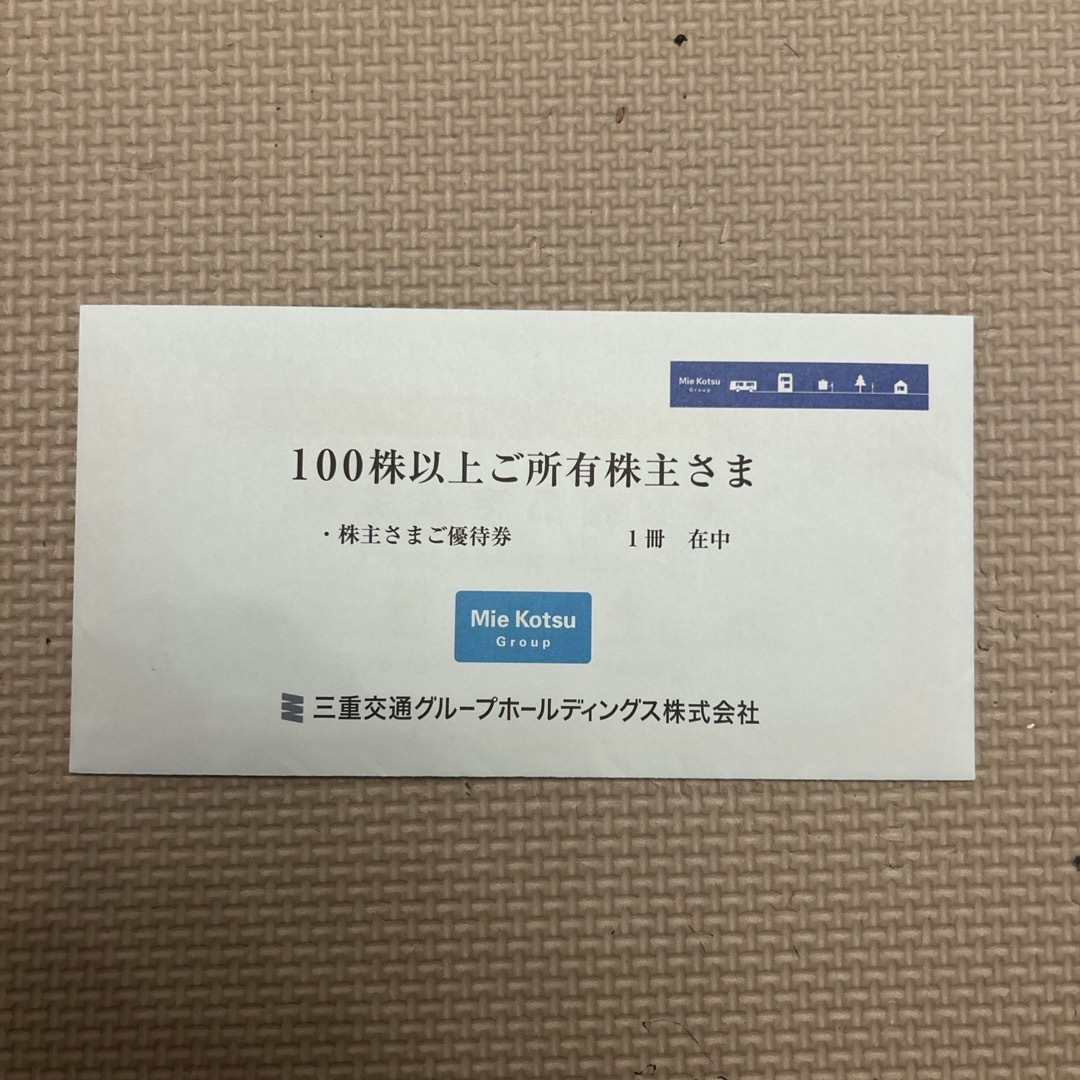 Mie Kotsu
Group
100株以上ご所有株主さま
・株主さまご優待券 1冊 在中
Mie Kotsu
Group
三重交通グループホールディングス株式会社